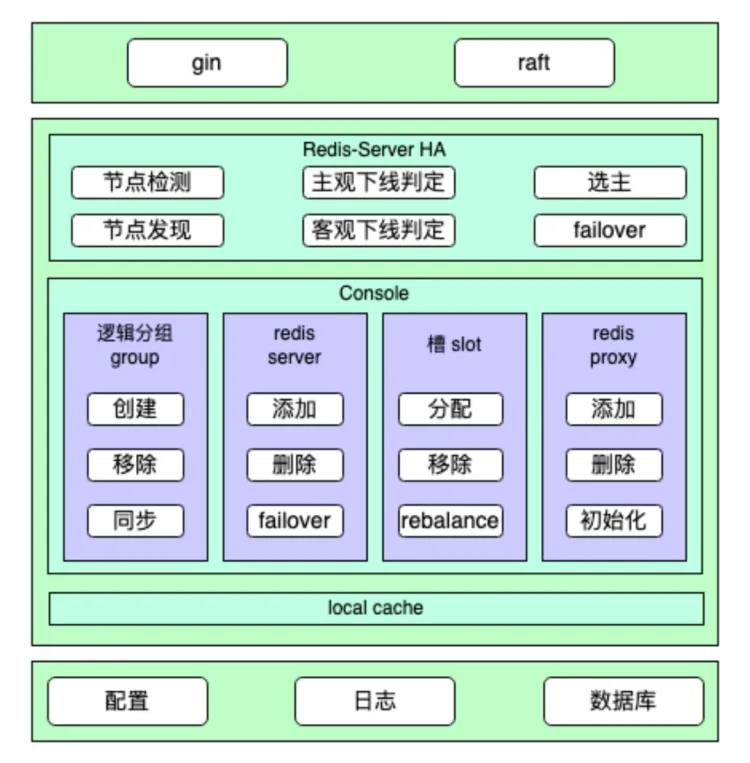 gin
raft
Redis-Server HA
节点检测
主观下线判定
选主
节点发现
客观下线判定
failover
Console
逻辑分组
group
创建
移除
同步
redis
server
添加
删除
failover
槽 slot
分配
移除
rebalance
redis
proxy
添加
删除
初始化
local cache
配置
日志
数据库